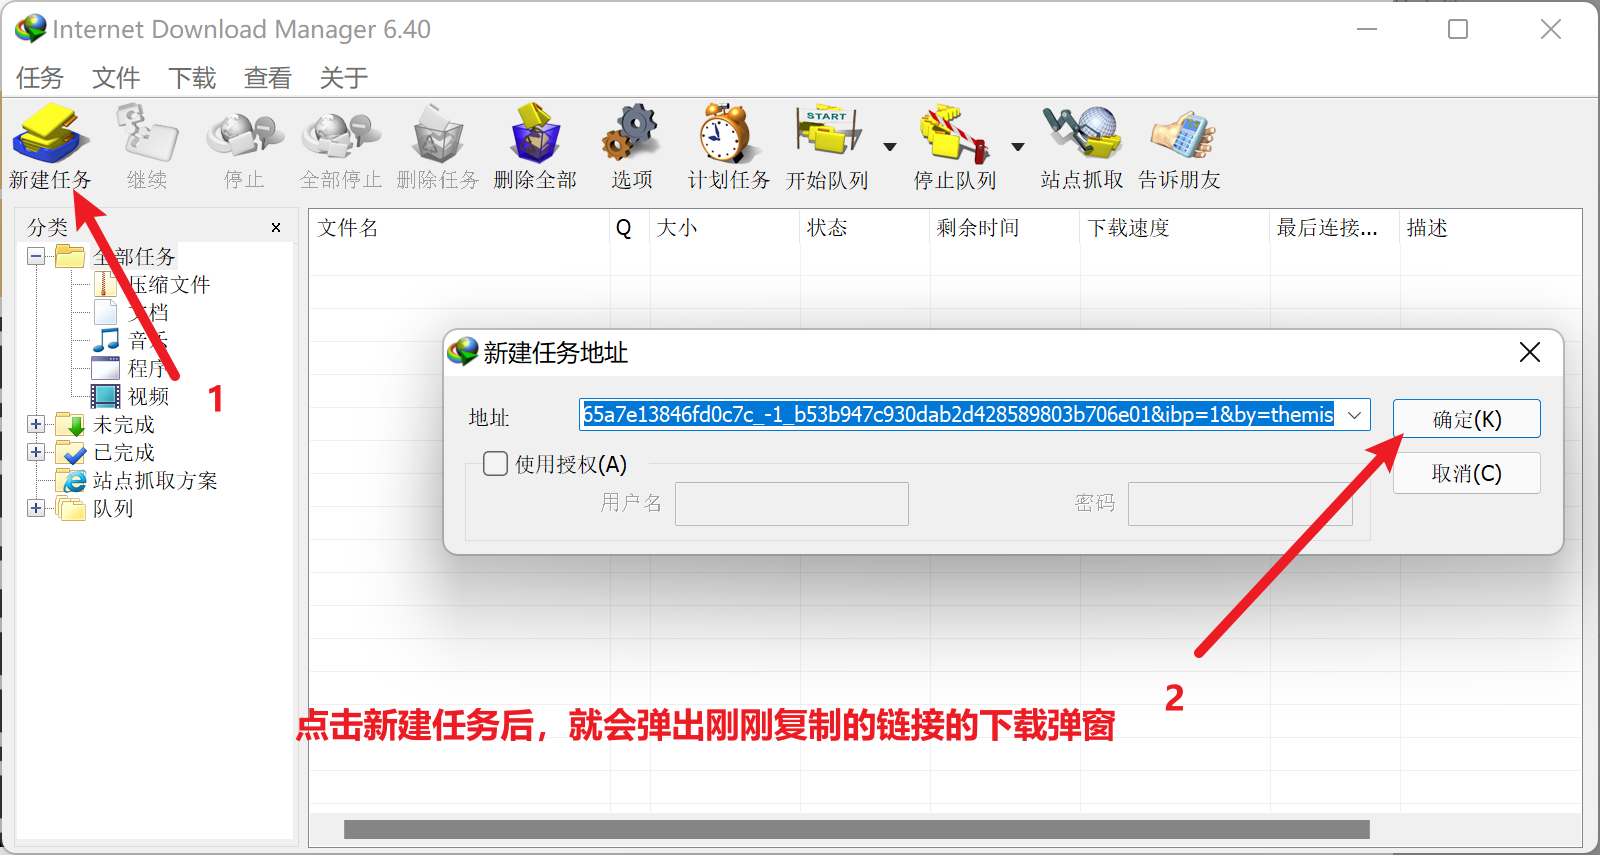 Internet Download Manager 6.40
任务 文件 下载 查看 关于
START
新建任务 继续 停止 全部停止 删除任务 删除全部 选项 计划任务 开始队列 停止队列 站点抓取 告诉朋友
分类 x
文件名 Q 大小 状态 剩余时间 下载速度 最后连接... 描述
全部任务
压缩文件
文档
音乐
程序
视频
未完成
已完成
站点抓取方案
队列
1
新建任务地址
地址 65a7e13846fd0c7c_-1_b53b947c930dab2d428589803b706e01&ibp=1&by=themis 确定(K)
使用授权(A)
取消(C)
用户名 密码
2
点击新建任务后，就会弹出刚刚复制的链接的下载弹窗